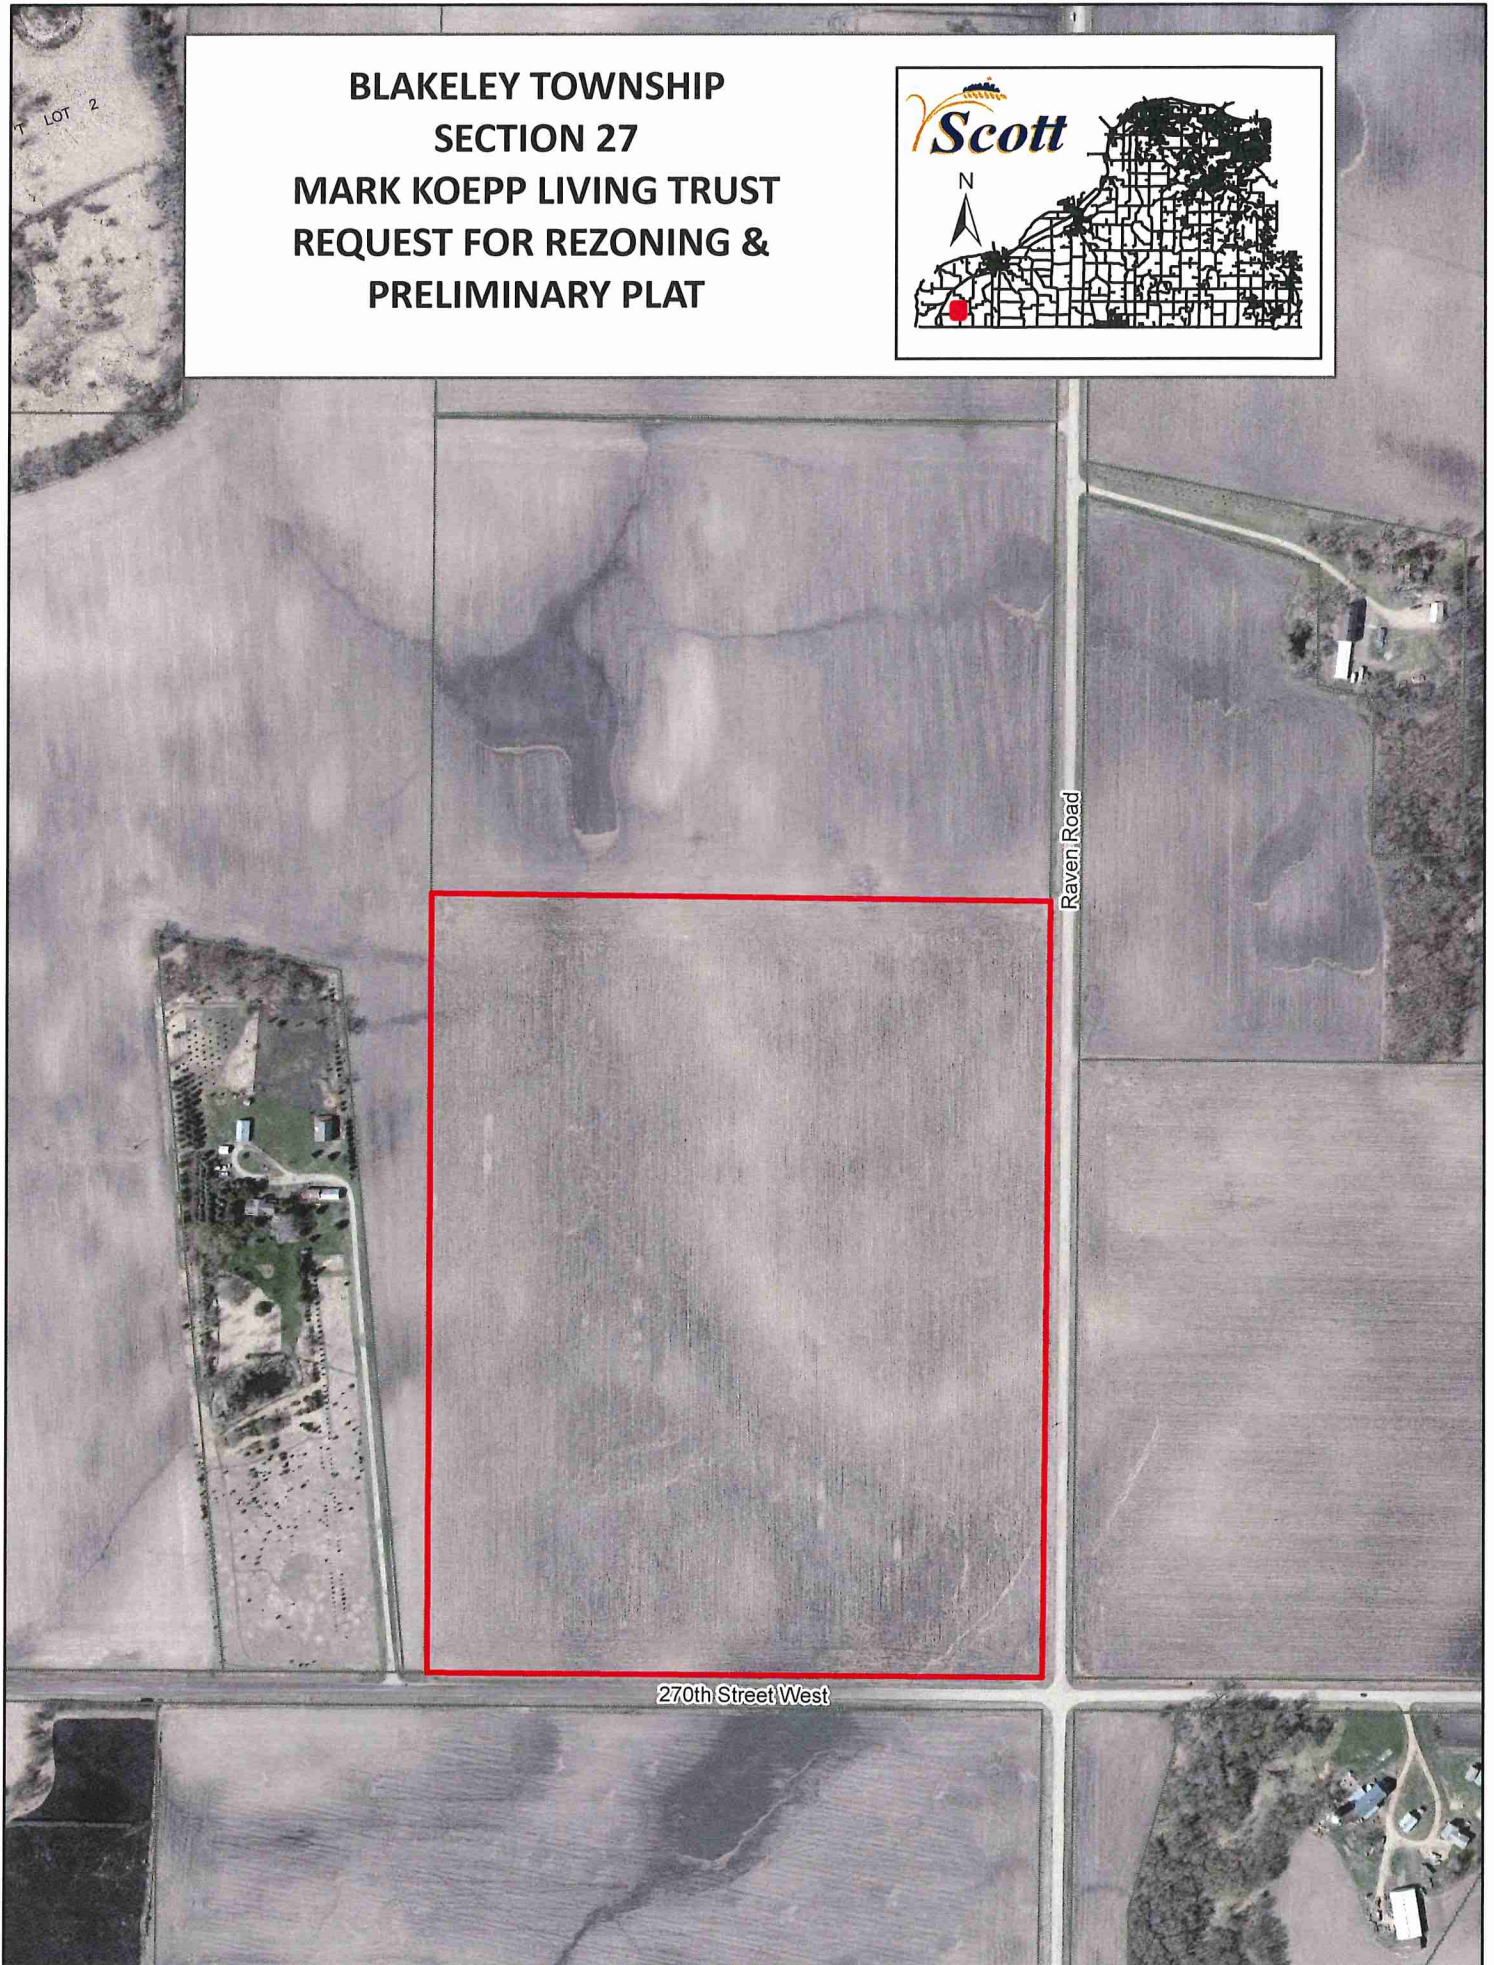 BLAKELEY TOWNSHIP
SECTION 27
MARK KOEPP LIVING TRUST
REQUEST FOR REZONING &
PRELIMINARY PLAT
Scott
N
LOT 2
Raven Road
270th Street West